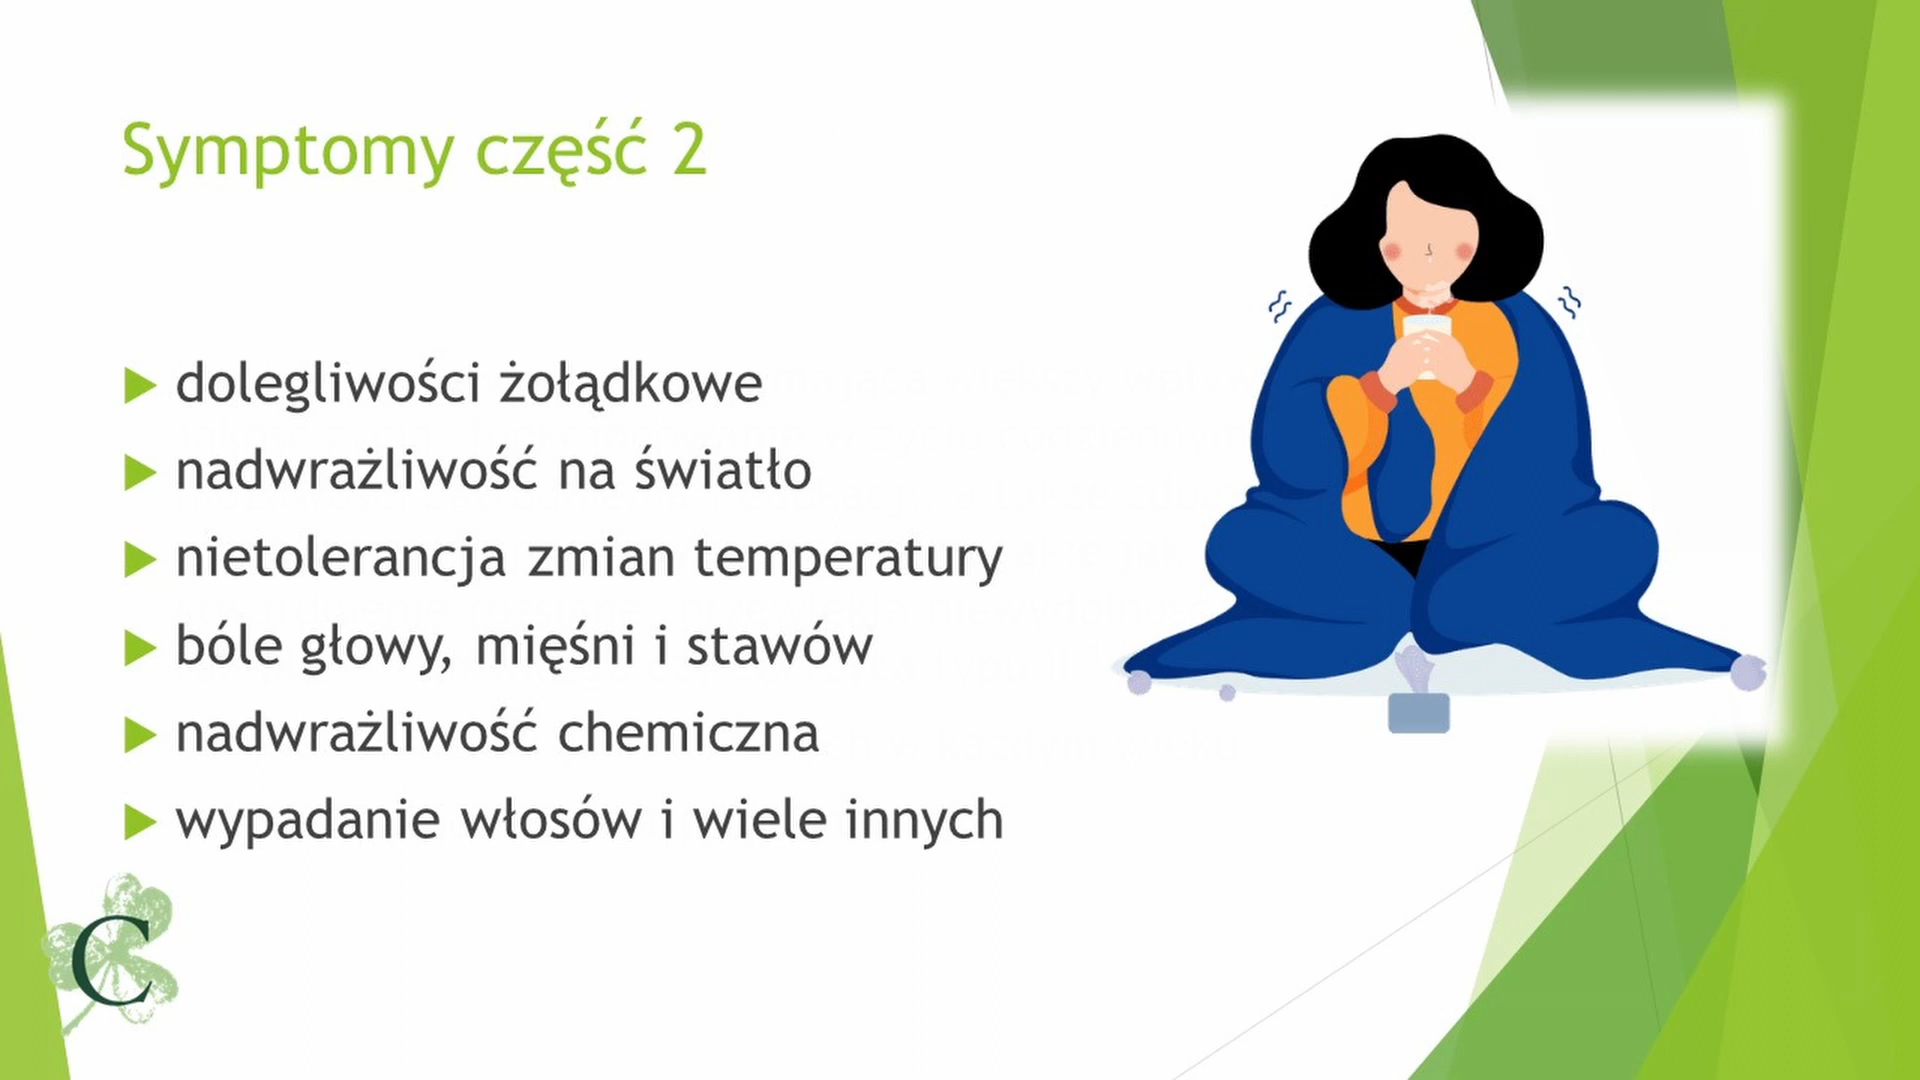 Symptomy część 2
dolegliwości żołądkowe
nadwrażliwość na światło
nietolerancja zmian temperatury
bóle głowy, mięśni i stawów
nadwrażliwość chemiczna
wypadanie włosów i wiele innych
C